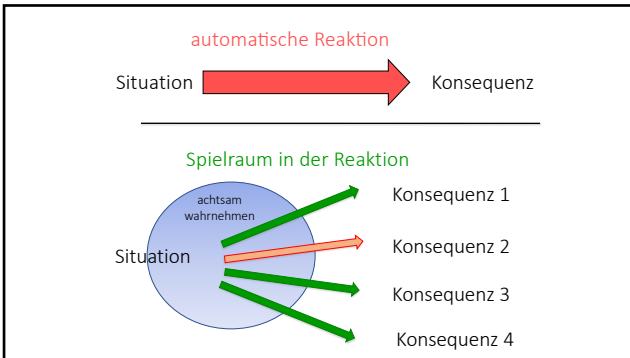 automatische Reaktion
Situation Konsequenz
Spielraum in der Reaktion
achtsam
wahrnehmen
Konsequenz 1
Konsequenz 2
Situation
Konsequenz 3
Konsequenz 4